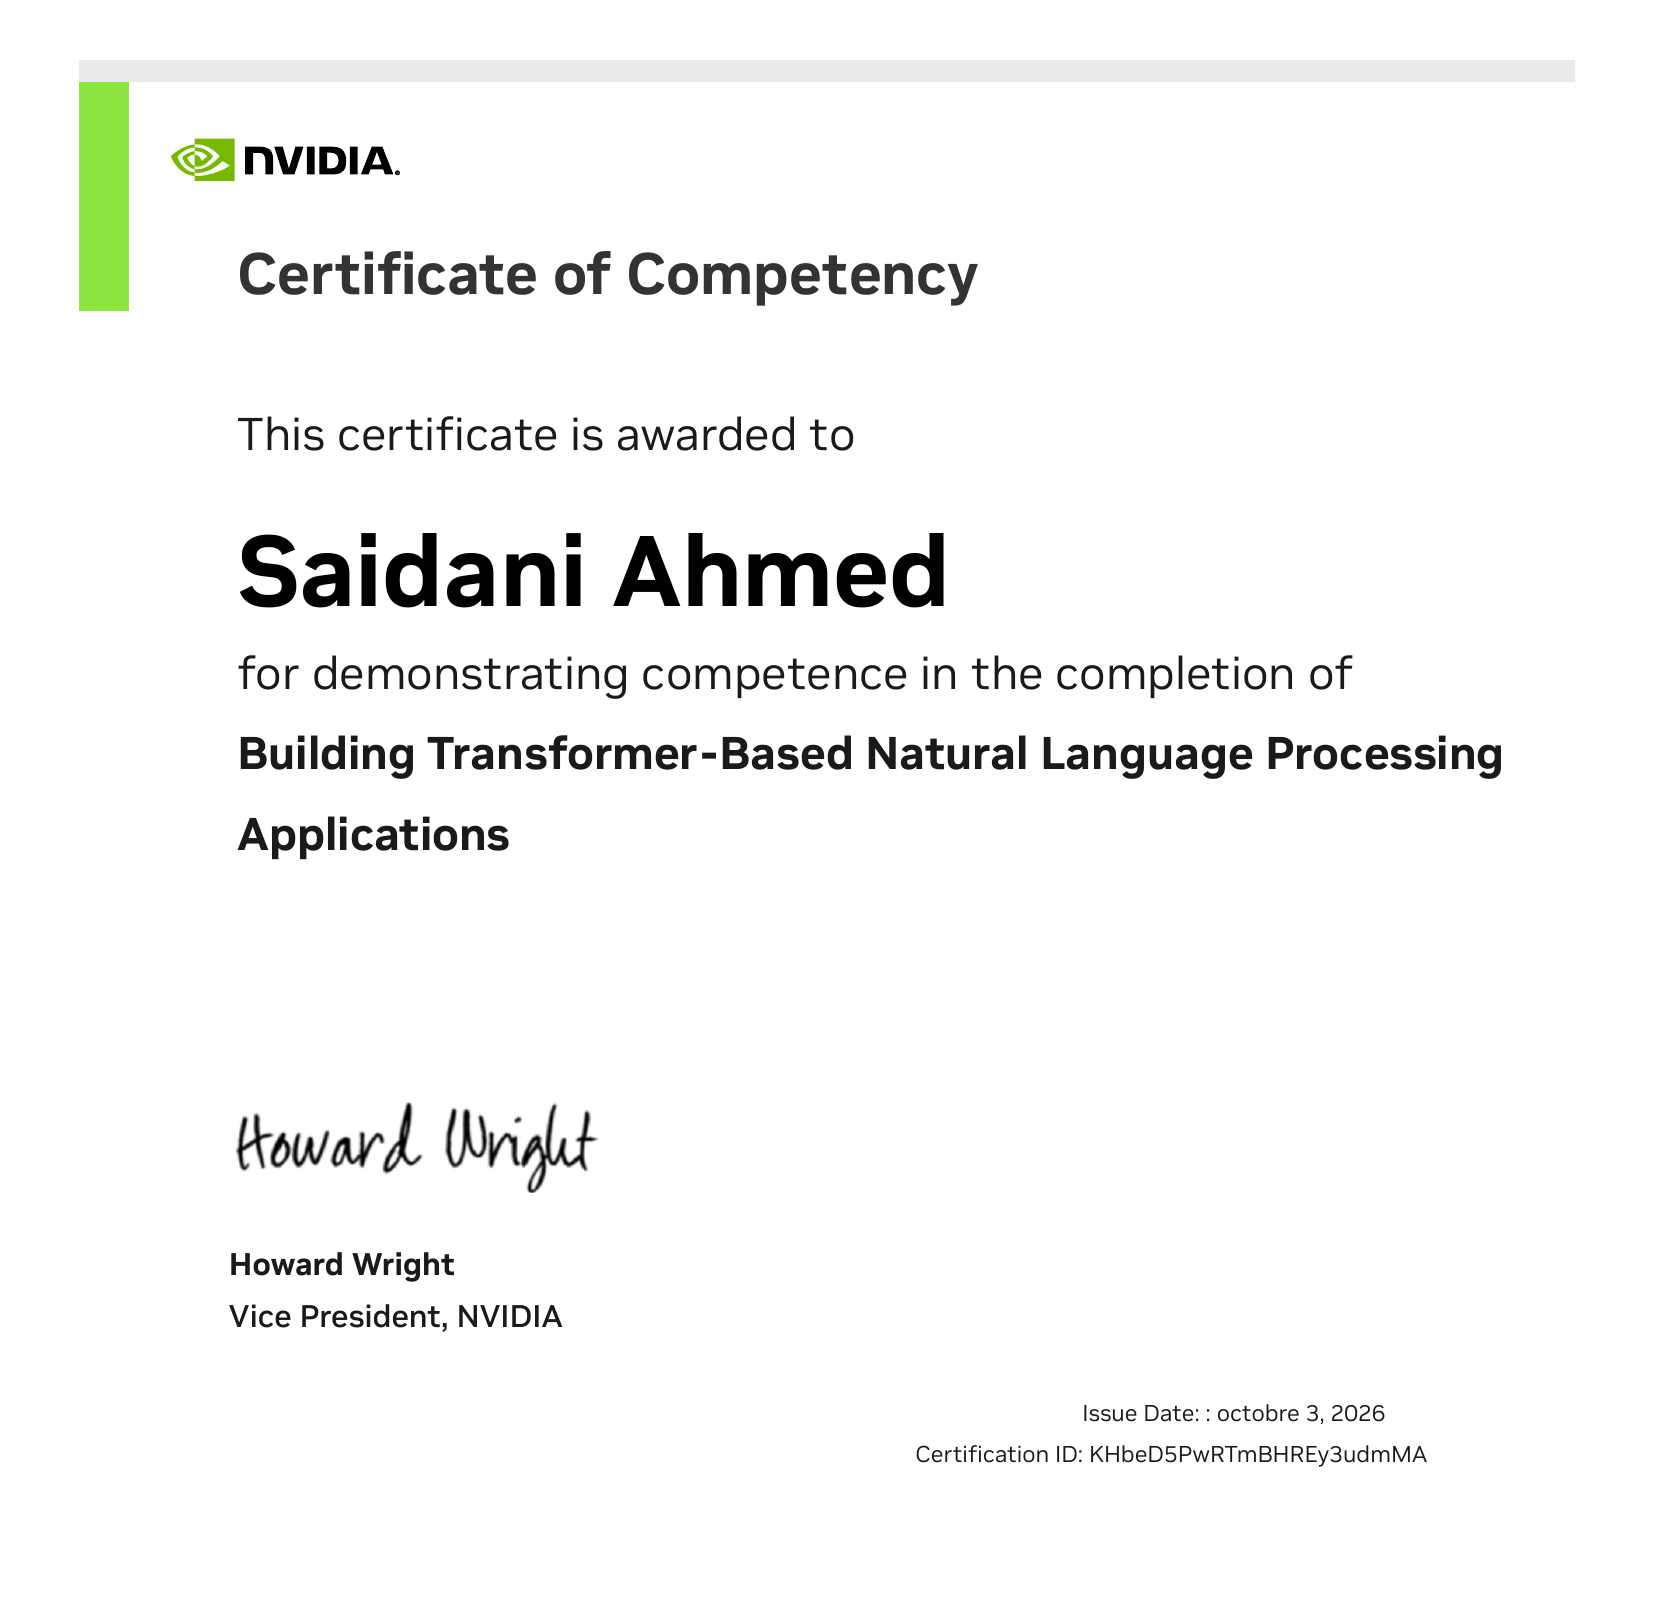 NVIDIA.
Certificate of Competency
This certificate is awarded to
Saidani Ahmed
for demonstrating competence in the completion of
Building Transformer-Based Natural Language Processing
Applications
Howard Wright
Howard Wright
Vice President, NVIDIA
Issue Date: : octobre 3, 2026
Certification ID: KHbeD5PwRTmBHREy3udmMA